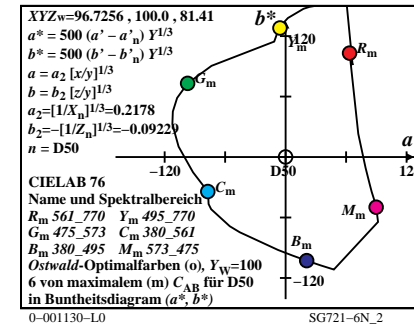 XYZw=96.7256, 100.0, 81.41
a* = 500 (a' - a'n) Y1/3
b* = 500 (b' - b'n) Y1/3
a = a2 [x/y]1/3
b = b2 [z/y]1/3
a2=[1/Xn]1/3=0.2178
b2=−[1/Zn]1/3=−0.09229
n = D50
b*
120
Ym
Rm
Gm
a
−120
D50
12
CIELAB 76
Name und Spektralbereich
Rm 561_770 Ym 495_770
Gm 475_573 Cm 380_561
Bm 380_495 Mm 573_475
Ostwald-Optimalfarben (o), YW=100
6 von maximalem (m) CAB für D50
in Buntheitsdiagram (a*, b*)
Cm
Mm
Bm
−120
0−001130−L0
SG721−6N_2